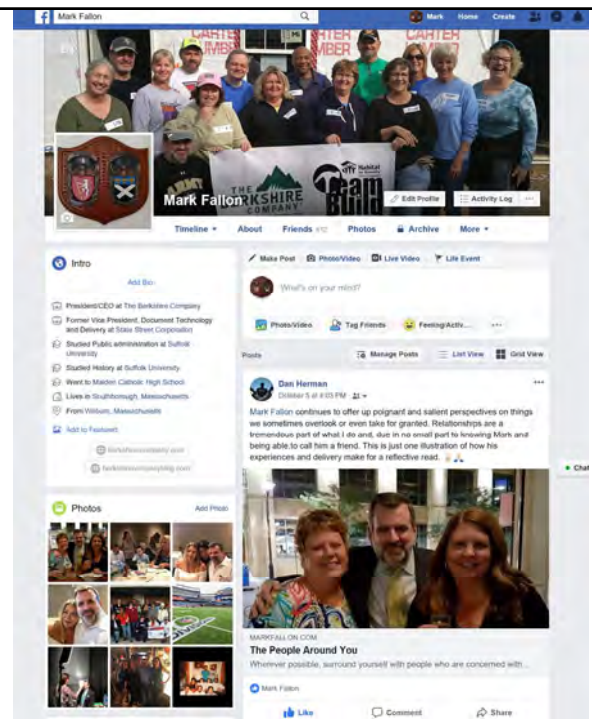 Mark Fallon
Mark Home Create
CARTER
LUMBER
CARTER
LUMBER
ARMY
THE
BERKSHIRE
COMPANY
Habitat
Team
Build
Mark Fallon
Edit Profile
Activity Log
Timeline About Friends 612 Photos Archive More
Intro
Add Bio
President/CEO at The Berkshire Company
Former Vice President, Document Technology
and Delivery at State Street Corporation
Studied Public administration at Suffolk
University
Studied History at Suffolk University
Went to Malden Catholic High School
Lives in Southborough, Massachusetts
From Woburn, Massachusetts
Add to Featured
berkshirecompany.com
Photos Add Photo
Make Post Photo/Video Live Video Life Event
What's on your mind?
Photo/Video Tag Friends Feeling/Activ...
Posts Manage Posts List View Grid View
Dan Herman
October 5 at 4:03 PM
Mark Fallon continues to offer up poignant and salient perspectives on things
we sometimes overlook or even take for granted. Relationships are a
tremendous part of what I do and, due in no small part to knowing Mark and
being able to call him a friend. This is just one illustration of how his
experiences and delivery make for a reflective read.
MARKFALLON.COM
The People Around You
Wherever possible, surround yourself with people who are concerned with...
Mark Fallon
Like Comment Share
Chat